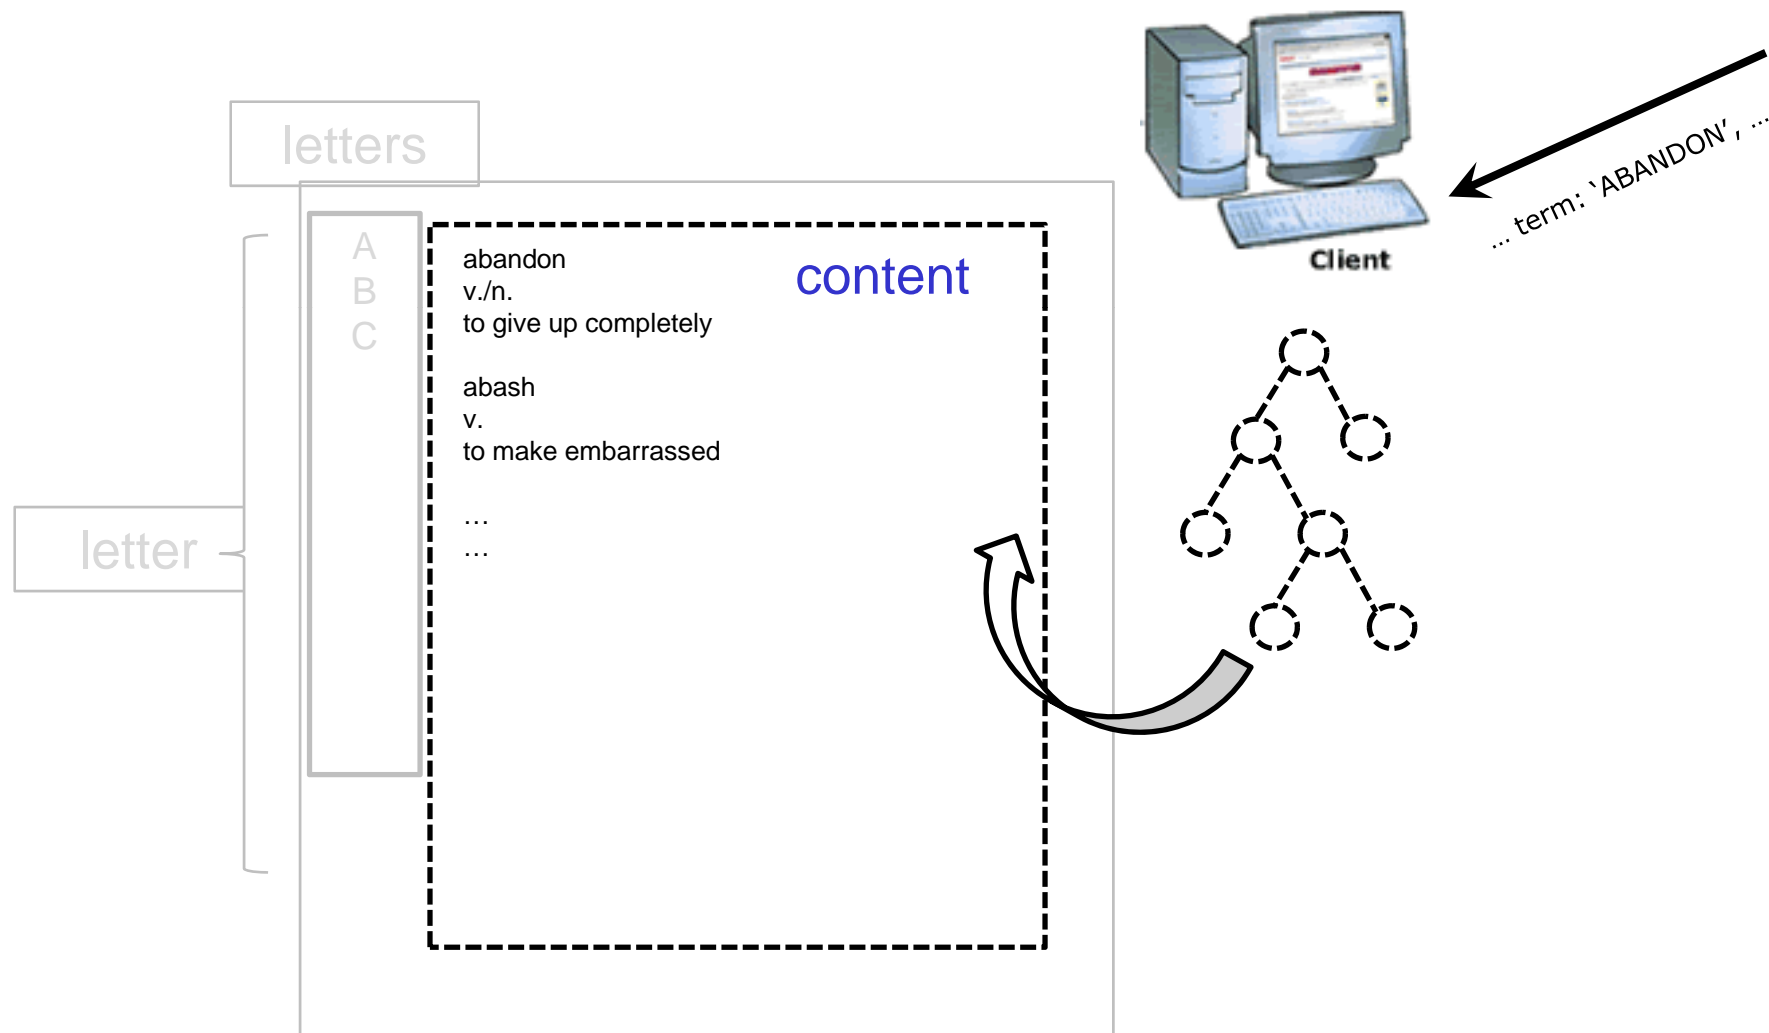 letters
A
B
C
letter
abandon
v./n.
to give up completely
abash
v.
to make embarrassed
…
…
content
Client
… term: ‘ABANDON’, …